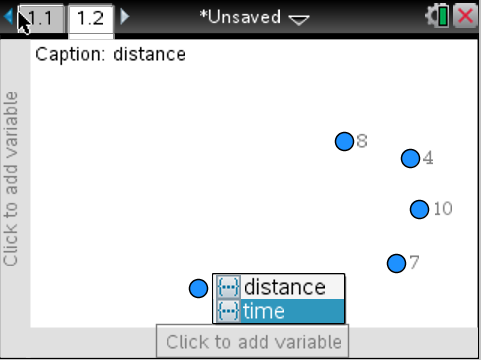 1.1 1.2 *Unsaved
Caption: distance
Click to add variable
8
4
10
7
distance
time
Click to add variable